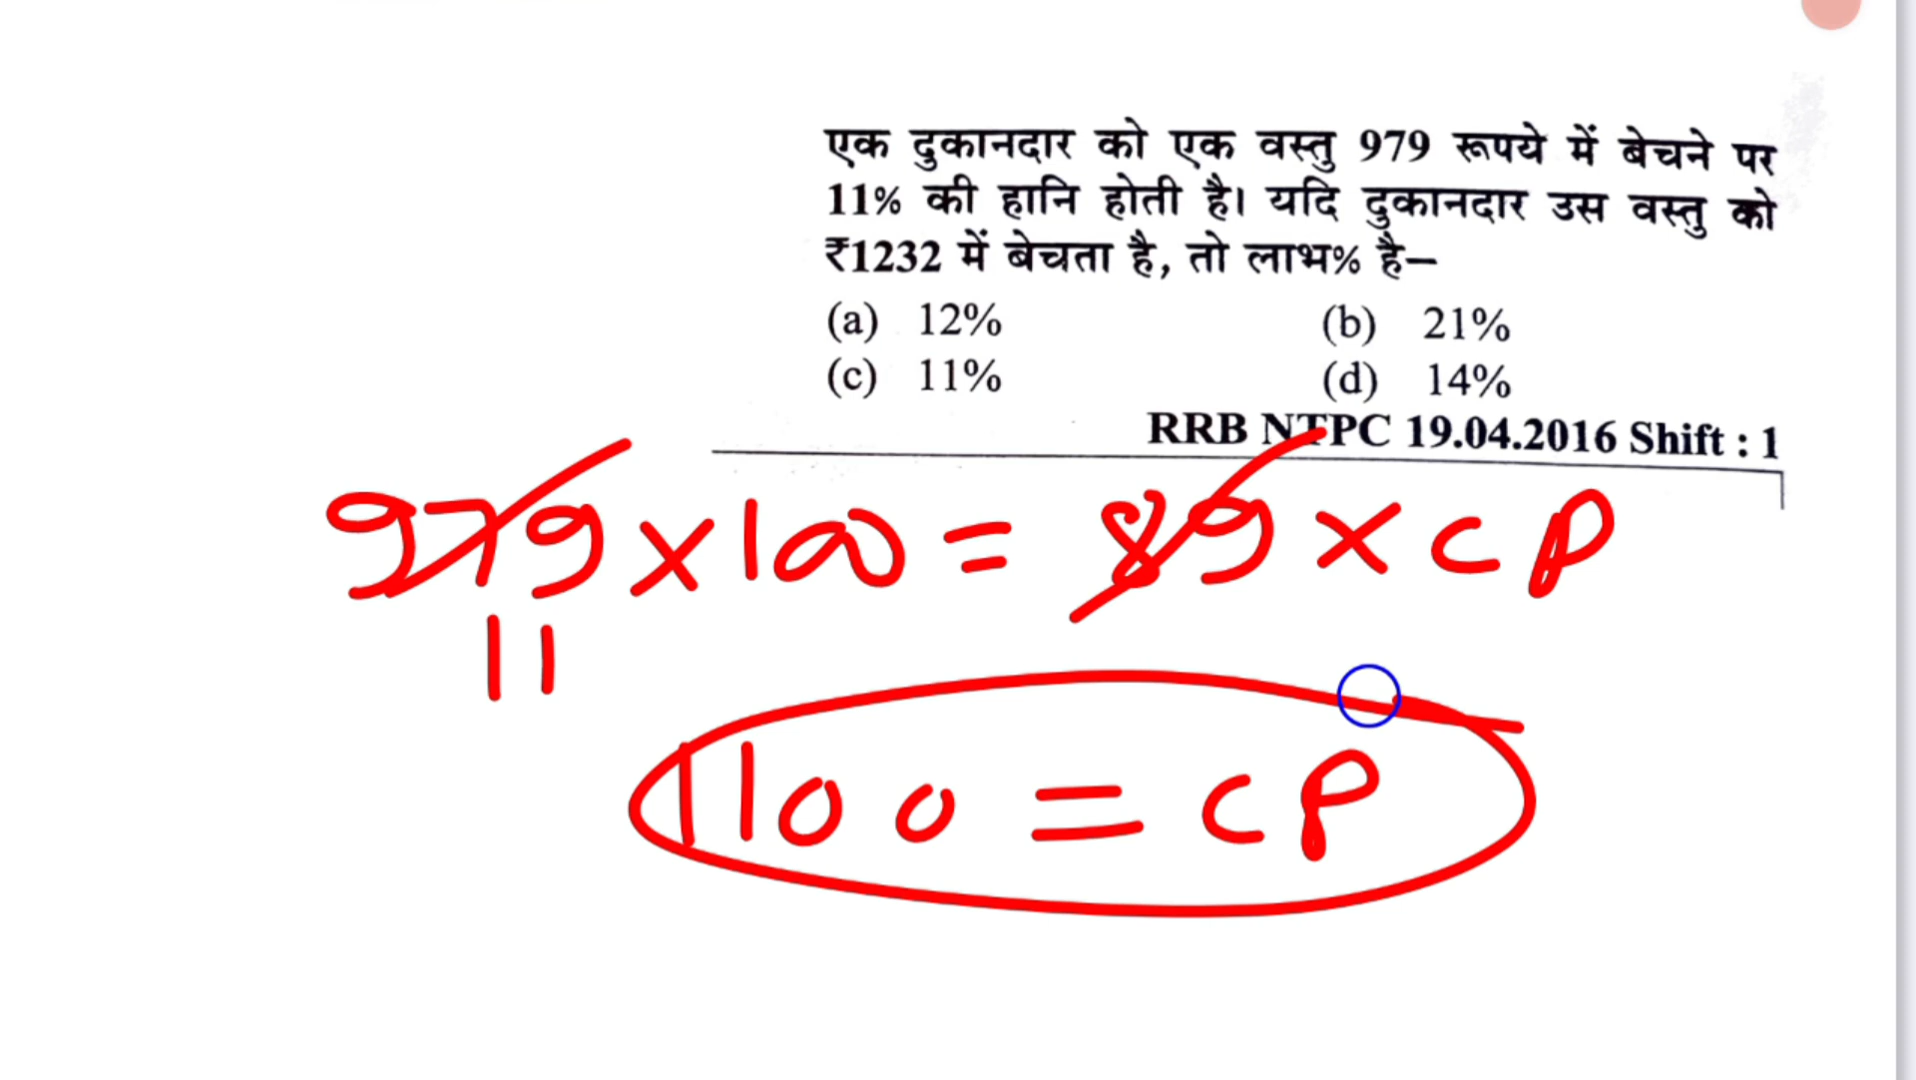 एक दुकानदार को एक वस्तु 979 रूपये में बेचने पर
11% की हानि होती है। यदि दुकानदार उस वस्तु को
₹1232 में बेचता है, तो लाभ% है–
(a) 12% (b) 21%
(c) 11% (d) 14%
RRB NTPC 19.04.2016 Shift : 1
979 × 100 = 89 × CP
11
1100 = CP